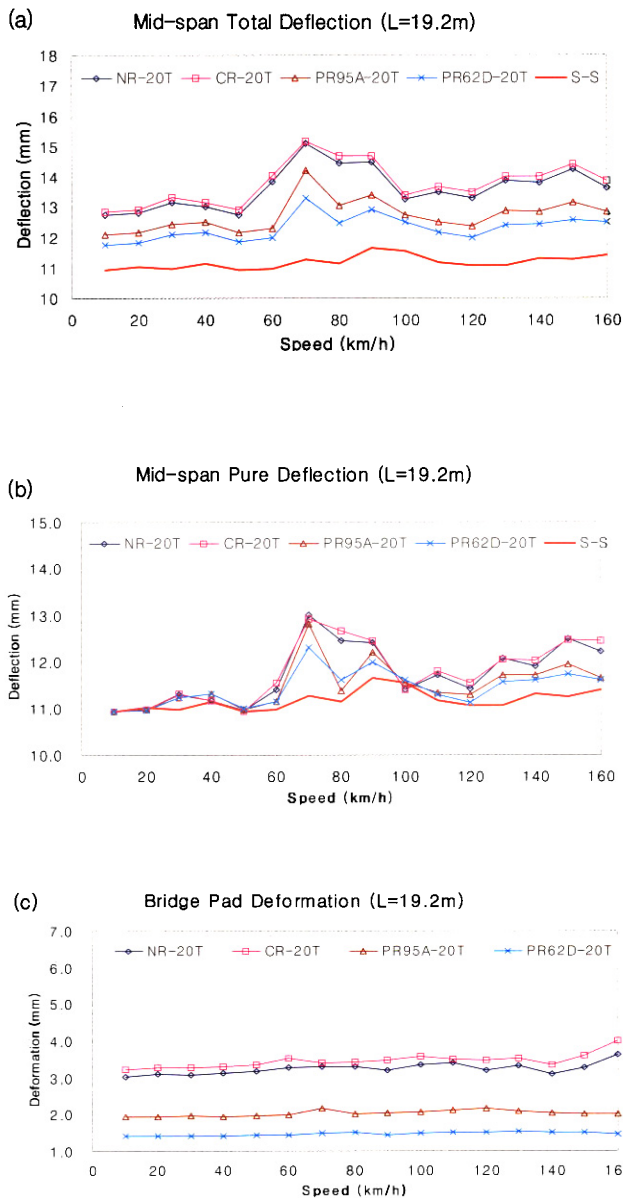 (a)
Mid-span Total Deflection (L=19.2m)
18
NR-20T CR-20T PR95A-20T PR62D-20T S-S
17
16
15
14
13
12
11
10
Deflection (mm)
0 20 40 60 80 100 120 140 160
Speed (km/h)
(b)
Mid-span Pure Deflection (L=19.2m)
15.0
NR-20T CR-20T PR95A-20T PR62D-20T S-S
14.0
13.0
12.0
11.0
10.0
Deflection (mm)
0 20 40 60 80 100 120 140 160
Speed (km/h)
(c)
Bridge Pad Deformation (L=19.2m)
7.0
NR-20T CR-20T PR95A-20T PR62D-20T
6.0
5.0
4.0
3.0
2.0
1.0
Deformation (mm)
0 20 40 60 80 100 120 140 160
Speed (km/h)